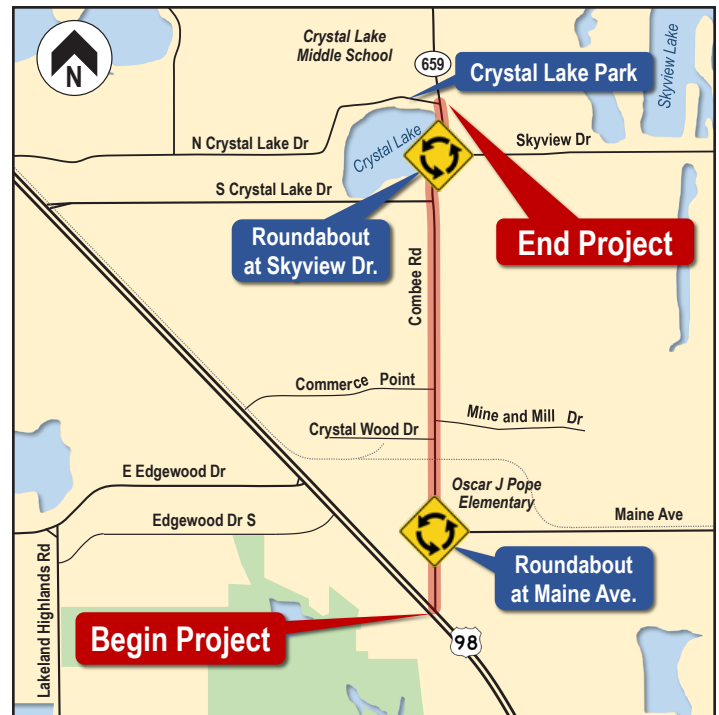 Crystal Lake
Middle School
659
Crystal Lake Park
Skyview Lake
N
N Crystal Lake Dr
Crystal Lake
Skyview Dr
S Crystal Lake Dr
Roundabout
at Skyview Dr.
End Project
Combee Rd
Commerce Point
Mine and Mill Dr
Crystal Wood Dr
E Edgewood Dr
Oscar J Pope
Elementary
Edgewood Dr S
Maine Ave
Roundabout
at Maine Ave.
Lakeland Highlands Rd
Begin Project
98